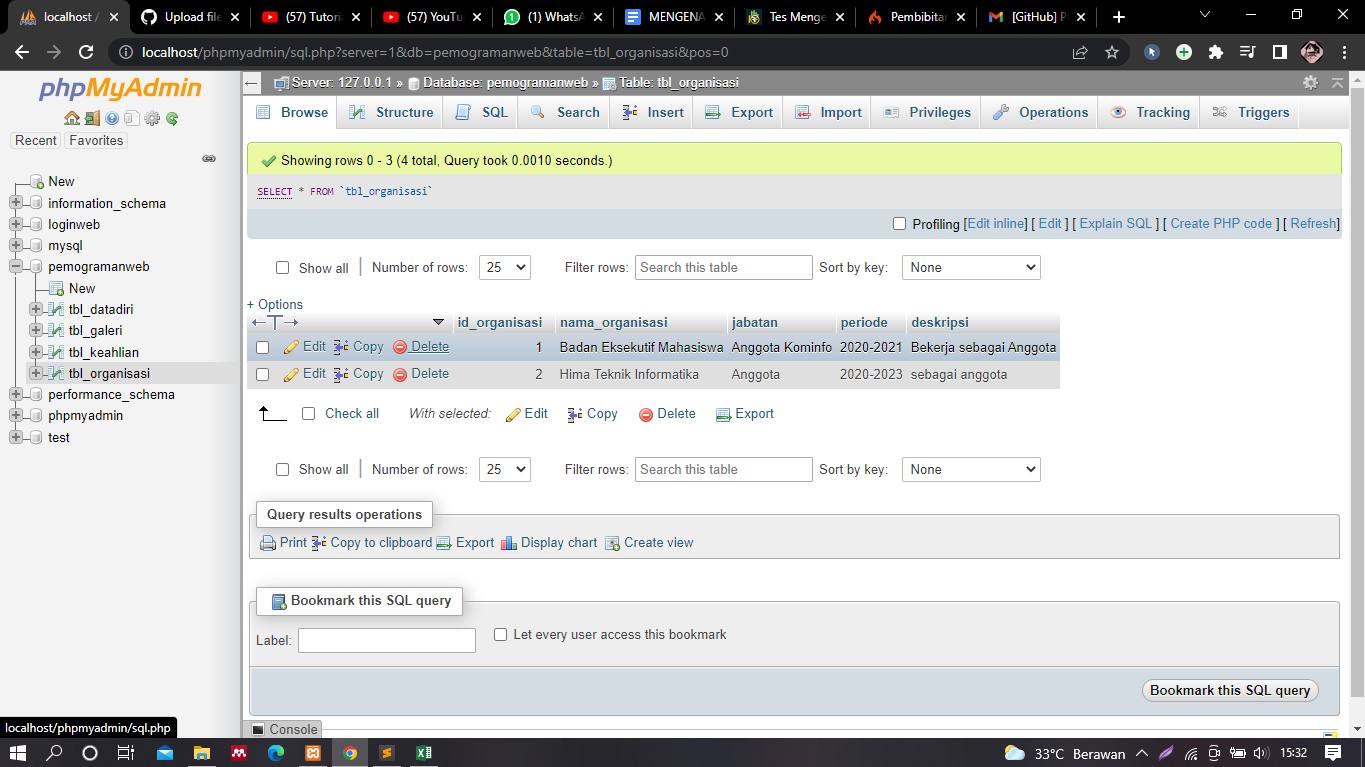 localhost /
Upload file
(57) Tutoria
(57) YouTu
(1) WhatsA
MENGENA
Tes Menge
Pembibitan
[GitHub] P
localhost/phpmyadmin/sql.php?server=1&db=pemogramanweb&table=tbl_organisasi&pos=0
phpMyAdmin
Recent Favorites
New
information_schema
loginweb
mysql
pemogramanweb
New
tbl_datadiri
tbl_galeri
tbl_keahlian
tbl_organisasi
performance_schema
phpmyadmin
test
localhost/phpmyadmin/sql.php
Server: 127.0.0.1 » Database: pemogramanweb » Table: tbl_organisasi
Browse Structure SQL Search Insert Export Import Privileges Operations Tracking Triggers
Showing rows 0 - 3 (4 total, Query took 0.0010 seconds.)
SELECT * FROM `tbl_organisasi`
Profiling [Edit inline] [ Edit ] [ Explain SQL ] [ Create PHP code ] [ Refresh]
Show all Number of rows: 25 Filter rows: Search this table Sort by key: None
+ Options
id_organisasi nama_organisasi jabatan periode deskripsi
Edit Copy Delete 1 Badan Eksekutif Mahasiswa Anggota Kominfo 2020-2021 Bekerja sebagai Anggota
Edit Copy Delete 2 Hima Teknik Informatika Anggota 2020-2023 sebagai anggota
Check all With selected: Edit Copy Delete Export
Show all Number of rows: 25 Filter rows: Search this table Sort by key: None
Query results operations
Print Copy to clipboard Export Display chart Create view
Bookmark this SQL query
Label: Let every user access this bookmark
Bookmark this SQL query
Console
33°C Berawan 15:32